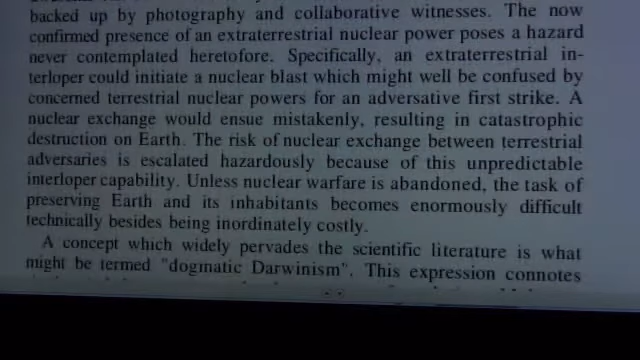 backed up by photography and collaborative witnesses. The now
confirmed presence of an extraterrestrial nuclear power poses a hazard
never contemplated heretofore. Specifically, an extraterrestrial in-
terloper could initiate a nuclear blast which might well be confused by
concerned terrestrial nuclear powers for an adversative first strike. A
nuclear exchange would ensue mistakenly, resulting in catastrophic
destruction on Earth. The risk of nuclear exchange between terrestrial
adversaries is escalated hazardously because of this unpredictable
interloper capability. Unless nuclear warfare is abandoned, the task of
preserving Earth and its inhabitants becomes enormously difficult
technically besides being inordinately costly.
A concept which widely pervades the scientific literature is what
might be termed "dogmatic Darwinism". This expression connotes